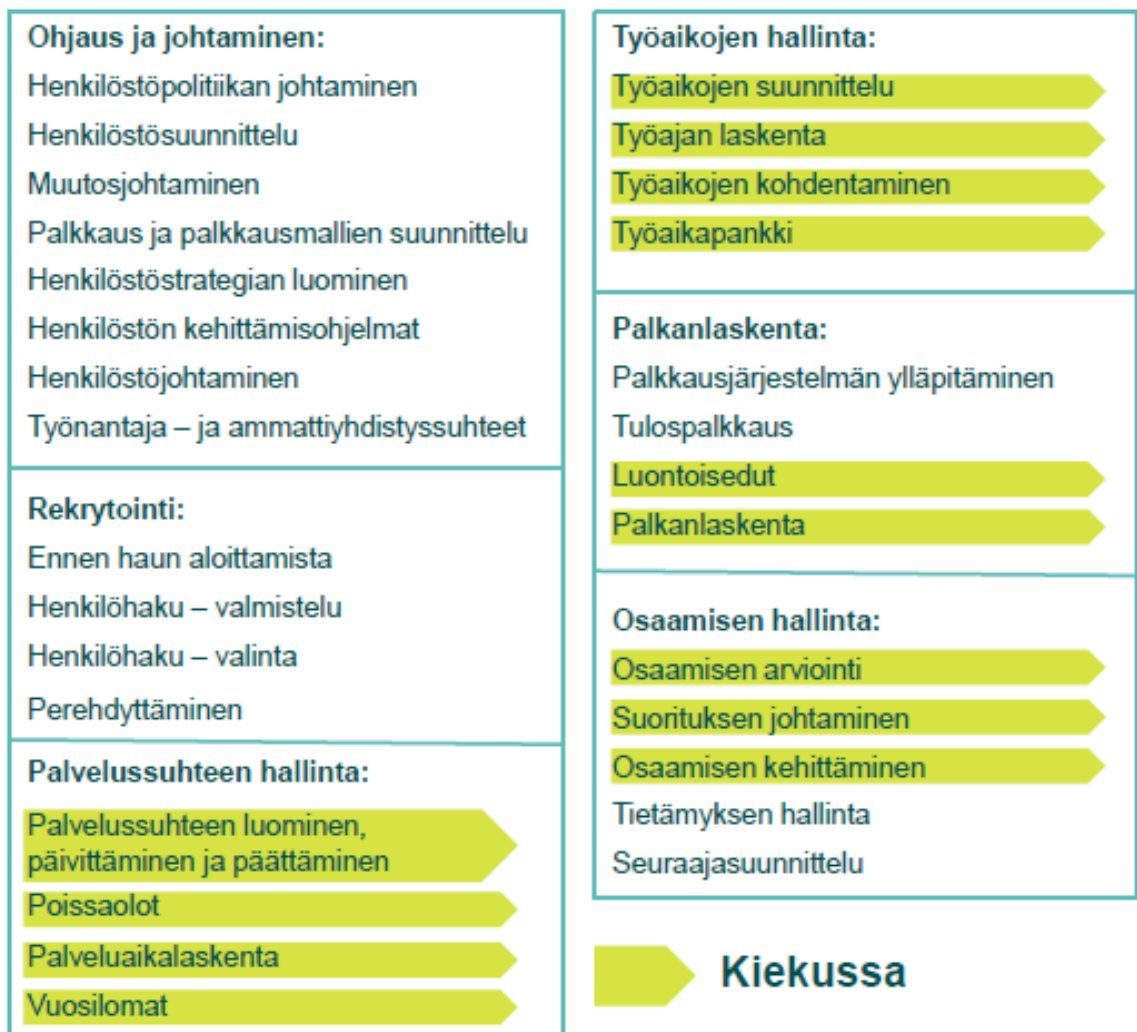 Ohjaus ja johtaminen:
Henkilöstöpolitiikan johtaminen
Henkilöstösuunnittelu
Muutosjohtaminen
Palkkaus ja palkkausmallien suunnittelu
Henkilöstöstrategian luominen
Henkilöstön kehittämisohjelmat
Henkilöstöjohtaminen
Työnantaja – ja ammattiyhdistyssuhteet
Rekrytointi:
Ennen haun aloittamista
Henkilöhaku – valmistelu
Henkilöhaku – valinta
Perehdyttäminen
Palvelussuhteen hallinta:
Palvelussuhteen luominen,
päivittäminen ja päättäminen
Poissaolot
Palveluaikalaskenta
Vuosilomat
Työaikojen hallinta:
Työaikojen suunnittelu
Työajan laskenta
Työaikojen kohdentaminen
Työaikapankki
Palkanlaskenta:
Palkkausjärjestelmän ylläpitäminen
Tulospalkkaus
Luontoisedut
Palkanlaskenta
Osaamisen hallinta:
Osaamisen arviointi
Suorituksen johtaminen
Osaamisen kehittäminen
Tietämyksen hallinta
Seuraajasuunnittelu
Kiekussa